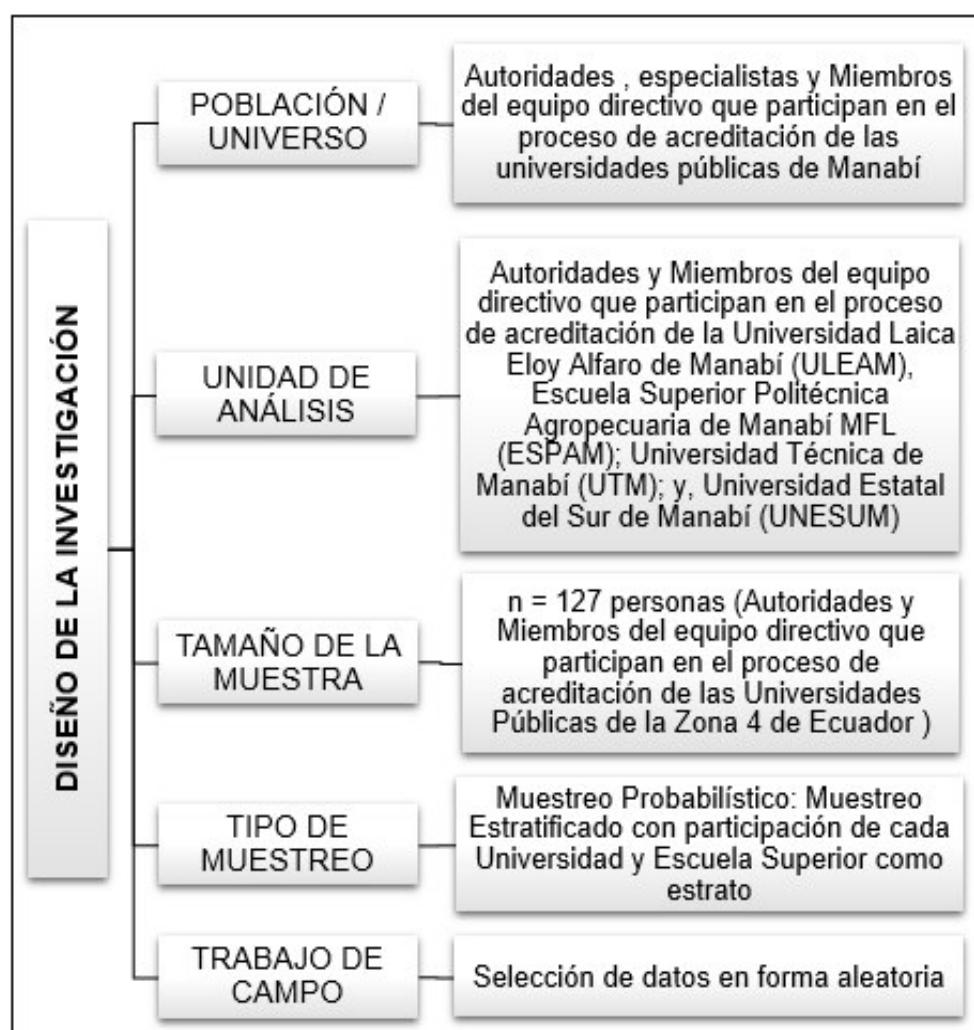 DISEÑO DE LA INVESTIGACIÓN
POBLACIÓN /
UNIVERSO
Autoridades , especialistas y Miembros
del equipo directivo que participan en el
proceso de acreditación de las
universidades públicas de Manabí
UNIDAD DE
ANÁLISIS
Autoridades y Miembros del equipo
directivo que participan en el proceso
de acreditación de la Universidad Laica
Eloy Alfaro de Manabí (ULEAM),
Escuela Superior Politécnica
Agropecuaria de Manabí MFL
(ESPAM); Universidad Técnica de
Manabí (UTM); y, Universidad Estatal
del Sur de Manabí (UNESUM)
TAMAÑO DE LA
MUESTRA
n = 127 personas (Autoridades y
Miembros del equipo directivo que
participan en el proceso de
acreditación de las Universidades
Públicas de la Zona 4 de Ecuador )
TIPO DE
MUESTREO
Muestreo Probabilístico: Muestreo
Estratificado con participación de cada
Universidad y Escuela Superior como
estrato
TRABAJO DE
CAMPO
Selección de datos en forma aleatoria